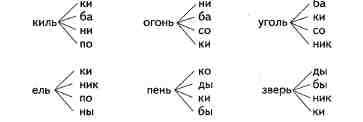 ки
киль ба
ни
по
ни
огонь ба
со
ки
ба
уголь ки
со
ник
ки
ель ник
по
ны
ко
пень ды
ки
бы
ды
зверь бы
ник
ки